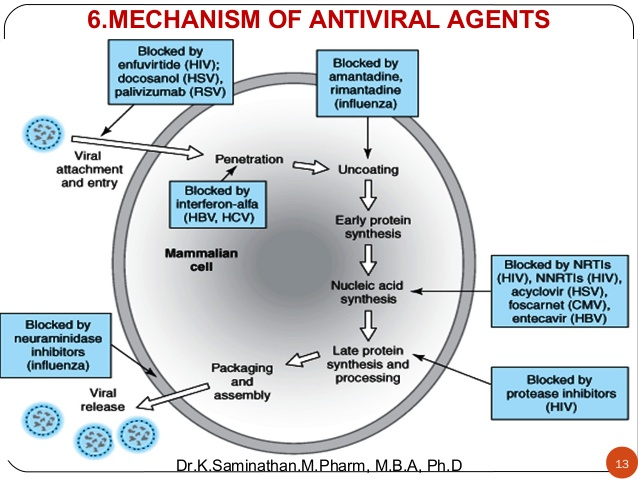 6.MECHANISM OF ANTIVIRAL AGENTS
Blocked by
enfuvirtide (HIV);
docosanol (HSV),
palivizumab (RSV)
Blocked by
amantadine,
rimantadine
(influenza)
Viral
attachment
and entry
Penetration
Uncoating
Blocked by
interferon-alfa
(HBV, HCV)
Early protein
synthesis
Mammalian
cell
Nucleic acid
synthesis
Blocked by NRTIs
(HIV), NNRTIs (HIV),
acyclovir (HSV),
foscarnet (CMV),
entecavir (HBV)
Blocked by
neuraminidase
inhibitors
(influenza)
Late protein
synthesis and
processing
Packaging
and
assembly
Blocked by
protease inhibitors
(HIV)
Viral
release
Dr.K.Saminathan.M.Pharm, M.B.A, Ph.D
13